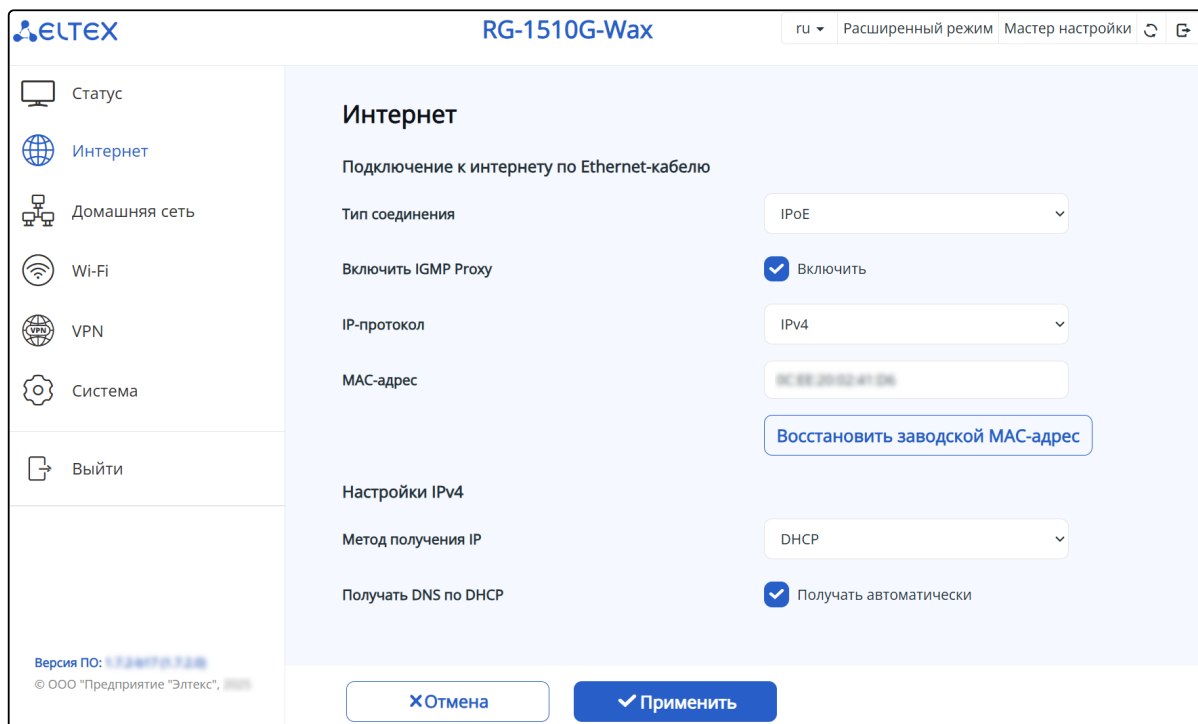 ELTEX
RG-1510G-Wax
ru
Расширенный режим
Мастер настройки
Статус
Интернет
Домашняя сеть
Wi-Fi
VPN
VPN
Система
Выйти
Версия ПО:
© ООО "Предприятие "Элтекс",
Интернет
Подключение к интернету по Ethernet-кабелю
Тип соединения
IPoE
Включить IGMP Proxy
Включить
IP-протокол
IPv4
MAC-адрес
Восстановить заводской MAC-адрес
Настройки IPv4
Метод получения IP
DHCP
Получать DNS по DHCP
Получать автоматически
Отмена
Применить